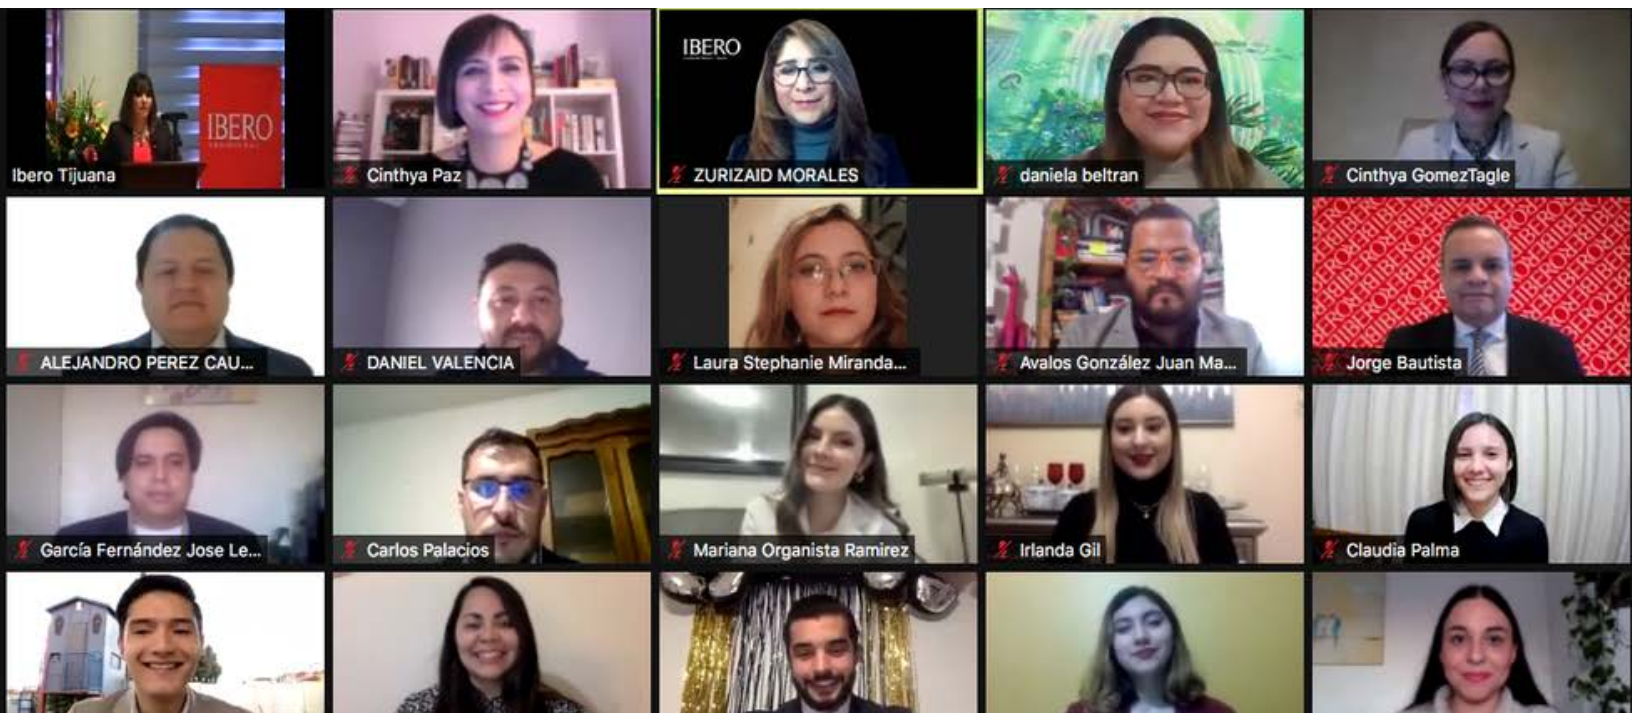 IBERO
Ibero Tijuana
Cinthya Paz
IBERO
ZURIZAID MORALES
daniela beltran
Cinthya GomezTagle
ALEJANDRO PEREZ CAU...
DANIEL VALENCIA
Laura Stephanie Miranda...
Avalos González Juan Ma...
IBERO
Jorge Bautista
García Fernández Jose Le...
Carlos Palacios
Mariana Organista Ramirez
Irlanda Gil
Claudia Palma